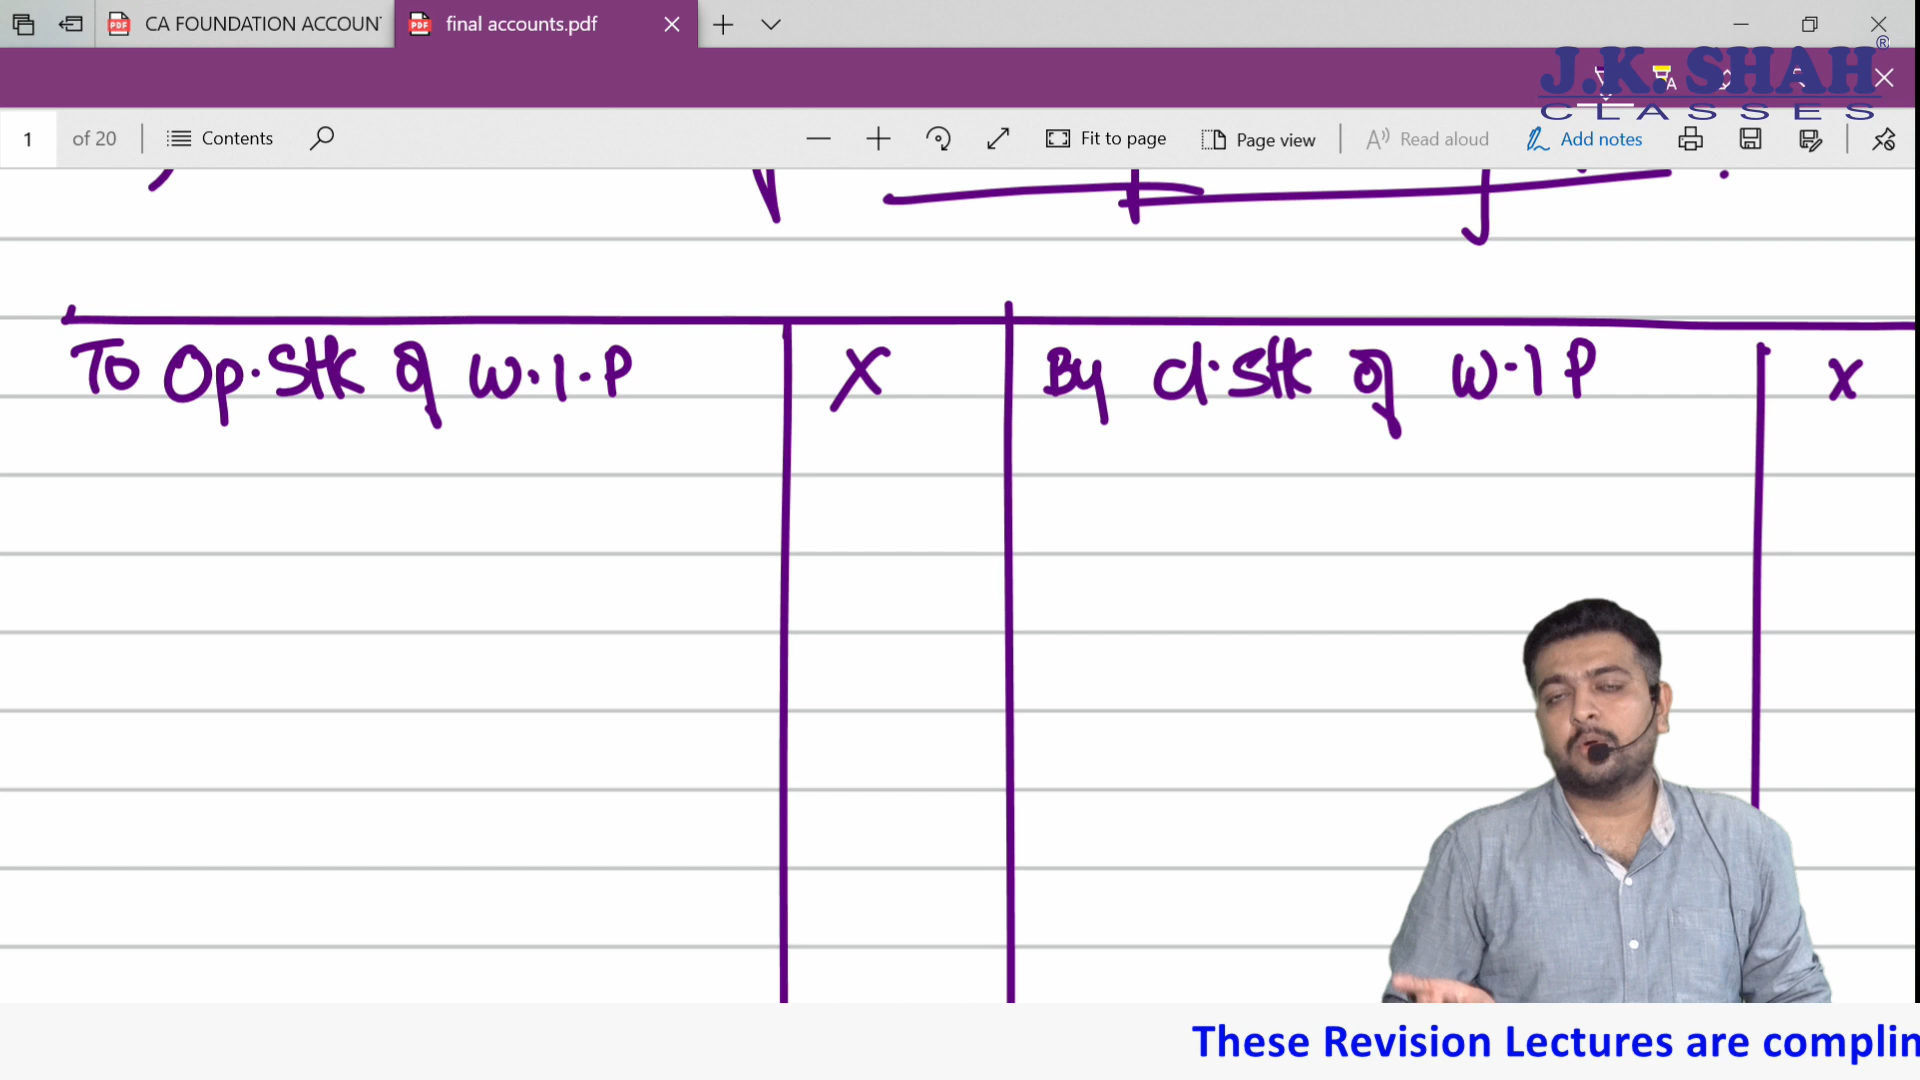 CA FOUNDATION ACCOUN
final accounts.pdf
J.K. SHAH®
CLASSES
1 of 20 Contents Fit to page Page view Read aloud Add notes
To Op. Stk of W.I.P X By Cl. Stk of W.I P X
These Revision Lectures are complin